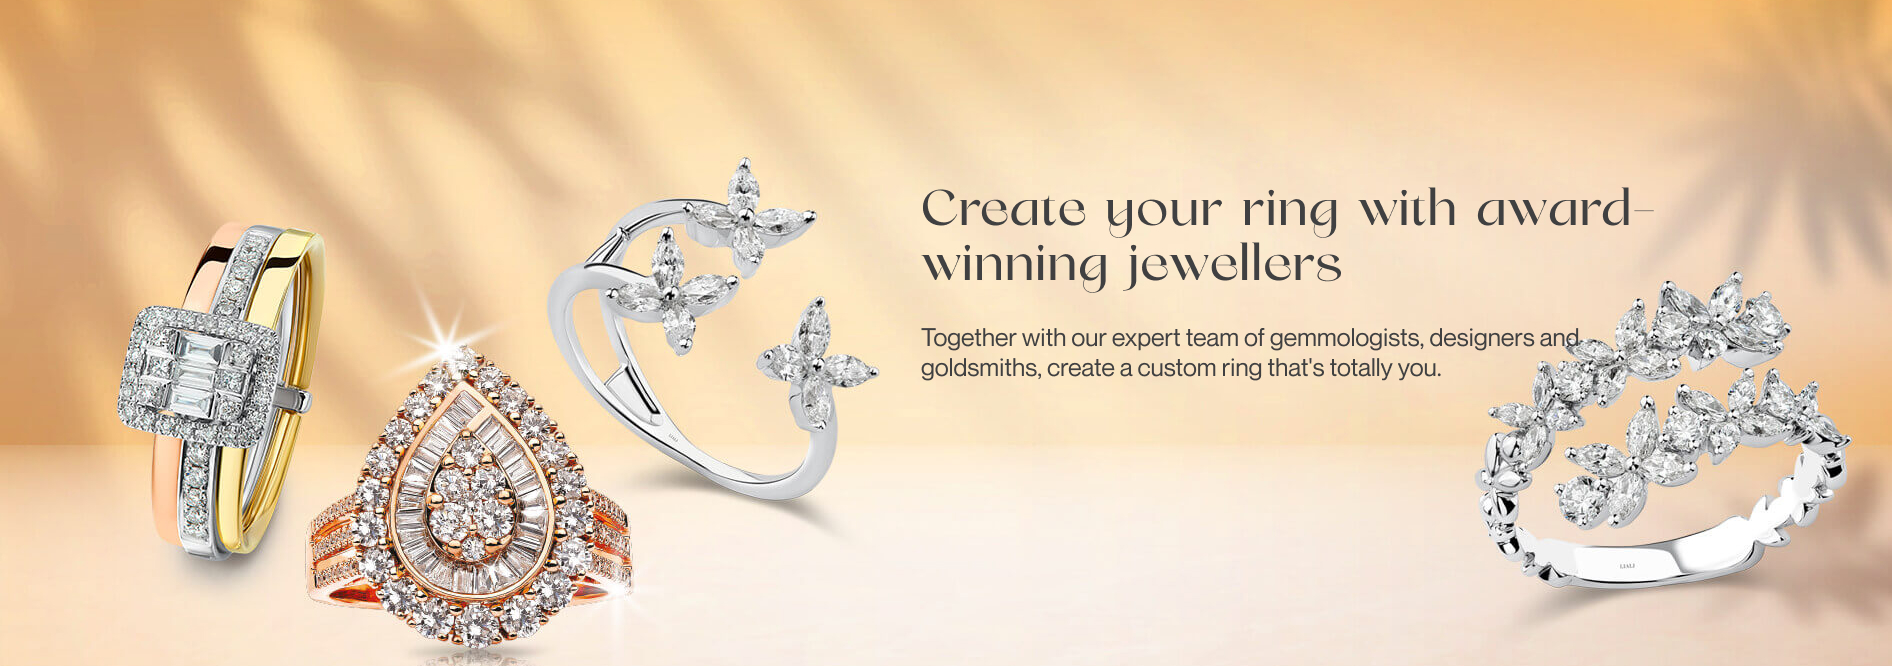 Create your ring with award-
winning jewellers
Together with our expert team of gemmologists, designers and
goldsmiths, create a custom ring that's totally you.